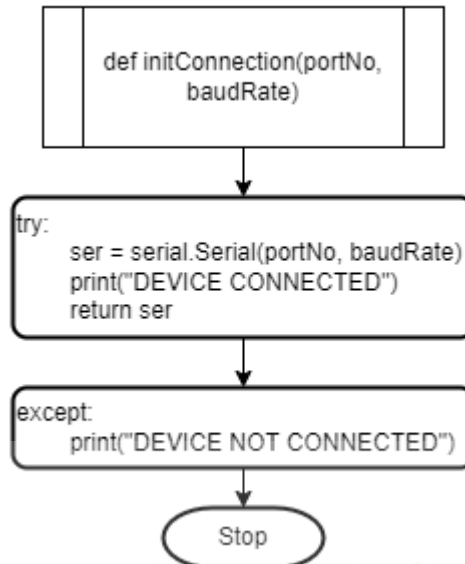 def initConnection(portNo,
baudRate)
try:
ser = serial.Serial(portNo, baudRate)
print("DEVICE CONNECTED")
return ser
except:
print("DEVICE NOT CONNECTED")
Stop